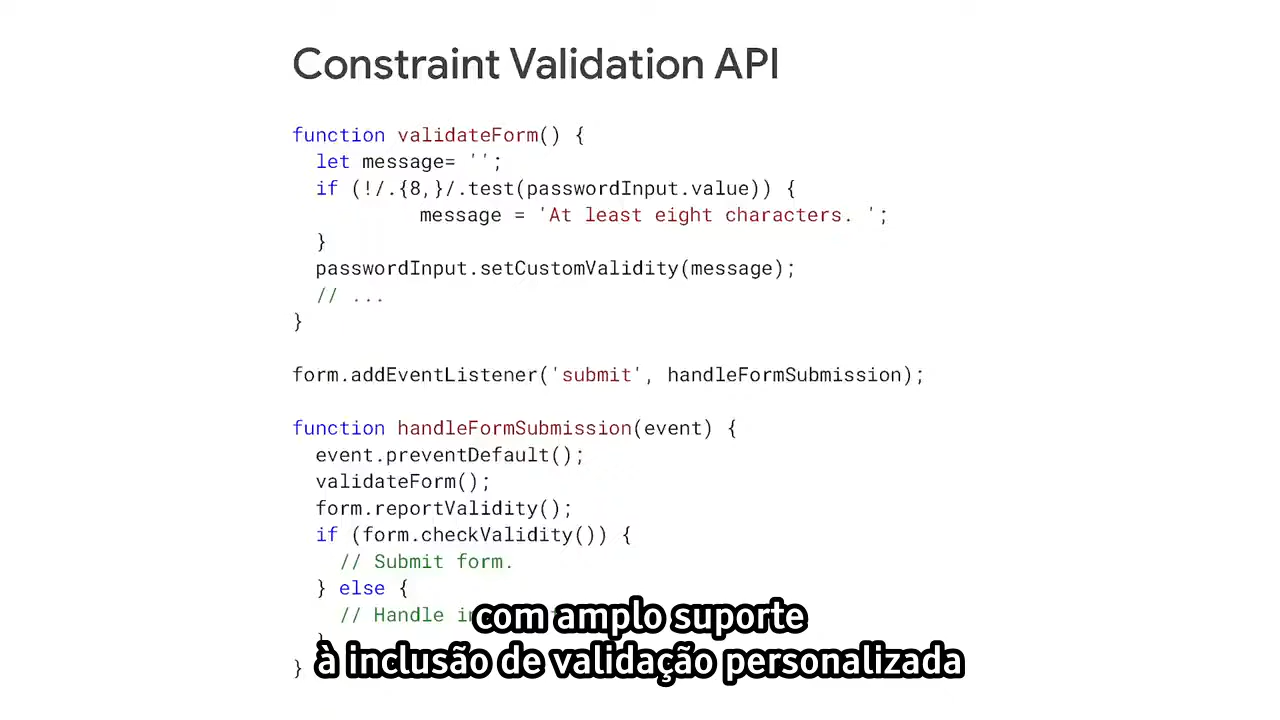 Constraint Validation API
function validateForm() {
let message= '';
if (!/.{8,}/.test(passwordInput.value)) {
message = 'At least eight characters. ';
}
passwordInput.setCustomValidity(message);
// ...
}
form.addEventListener('submit', handleFormSubmission);
function handleFormSubmission(event) {
event.preventDefault();
validateForm();
form.reportValidity();
if (form.checkValidity()) {
// Submit form.
} else {
// Handle
}
}
com amplo suporte
à inclusão de validação personalizada